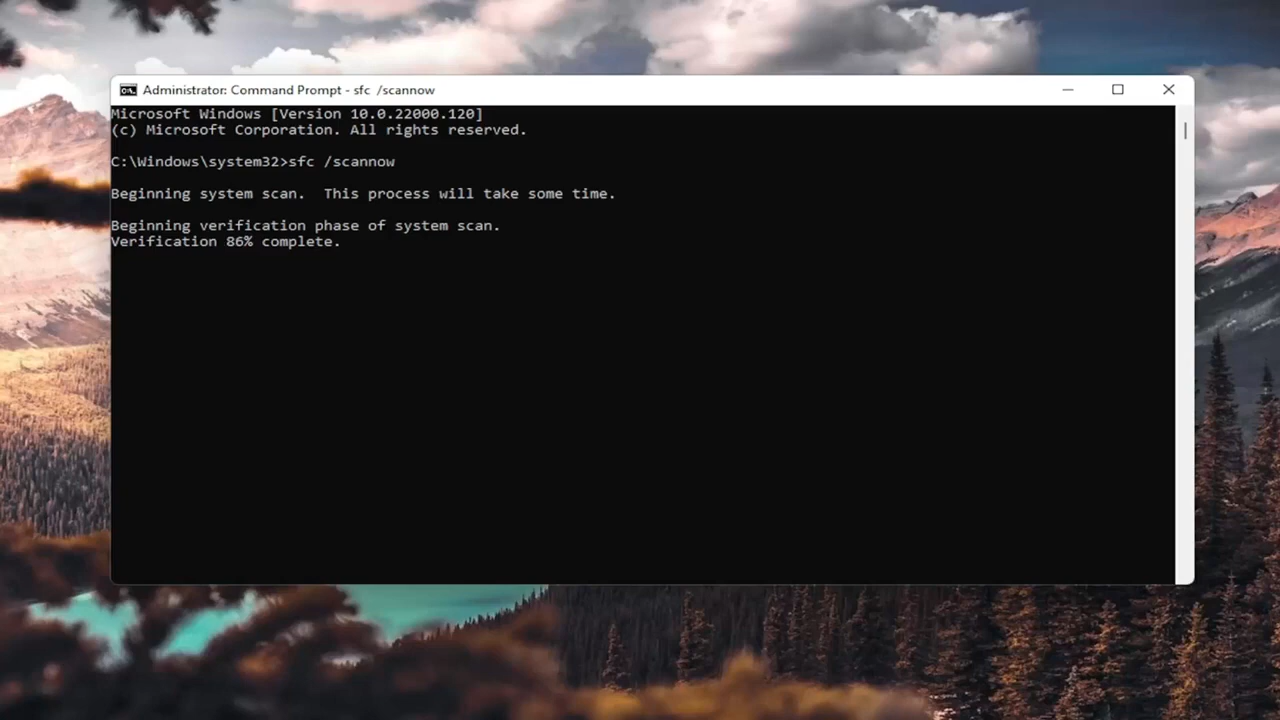 Administrator: Command Prompt - sfc  /scannow
Microsoft Windows [Version 10.0.22000.120]
(c) Microsoft Corporation. All rights reserved.
C:\Windows\system32>sfc /scannow
Beginning system scan.  This process will take some time.
Beginning verification phase of system scan.
Verification 86% complete.